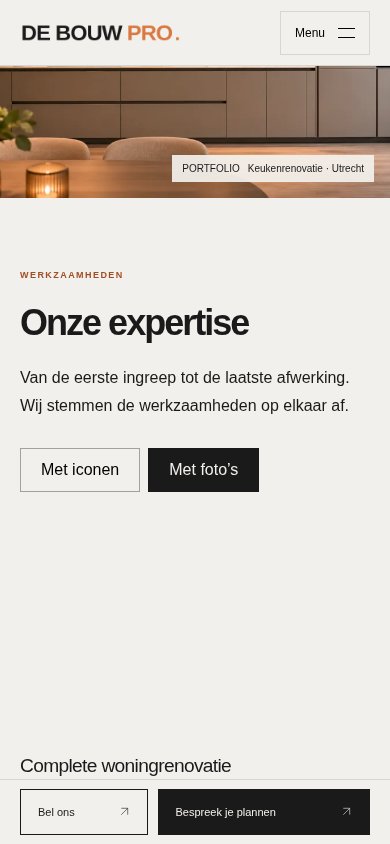 DE BOUW PRO.
Menu
PORTFOLIO Keukenrenovatie · Utrecht
WERKZAAMHEDEN
Onze expertise
Van de eerste ingreep tot de laatste afwerking.
Wij stemmen de werkzaamheden op elkaar af.
Met iconen
Met foto’s
Complete woningrenovatie
Bel ons
Bespreek je plannen